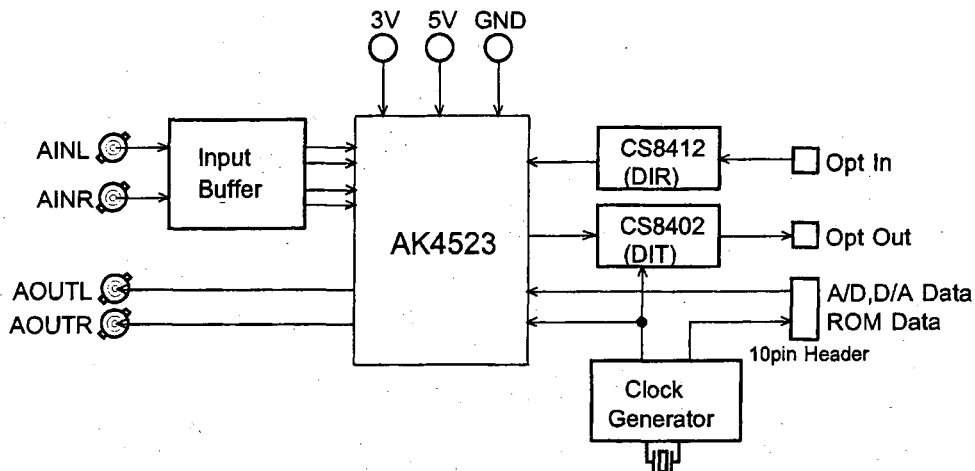 3V 5V GND
AINL
AINR
Input
Buffer
AK4523
CS8412
(DIR)
Opt In
CS8402
(DIT)
Opt Out
AOUTL
AOUTR
A/D,D/A Data
ROM Data
10pin Header
Clock
Generator